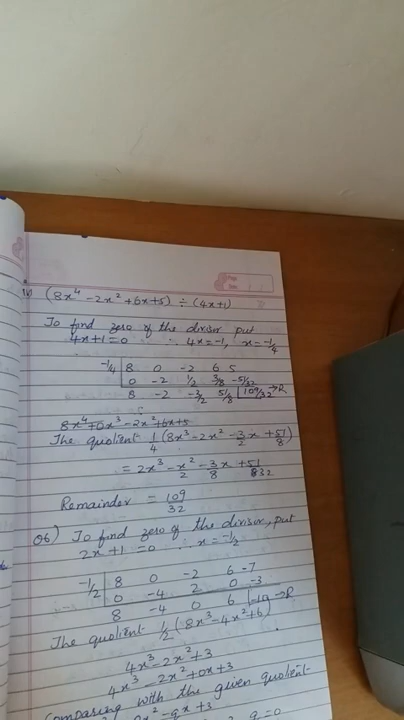 iv) (8x⁴ - 2x² + 6x + 5) ÷ (4x+1)
To find zero of the divisor put
4x+1=0 ∴ 4x=-1, x=-1/4
-1/4 | 8 0 -2 6 5
0 -2 1/2 3/8 -51/32
8 -2 -3/2 51/8 | 109/32 → R
8x⁴+0x³-2x²+6x+5
The quotient 1/4 (8x³-2x²-3/2x+51/8)
= 2x³ - x²/2 - 3/8 x + 51/32
Remainder = 109/32
06) To find zero of the divisor, put
2x+1=0 ∴ x=-1/2
-1/2 | 8 0 -2 6 -7
0 -4 2 0 -3
8 -4 0 6 | -10 → R
The quotient 1/2 (8x³-4x²+6)
4x³-2x²+3
4x³-2x²+0x+3
Comparing with the given quotient